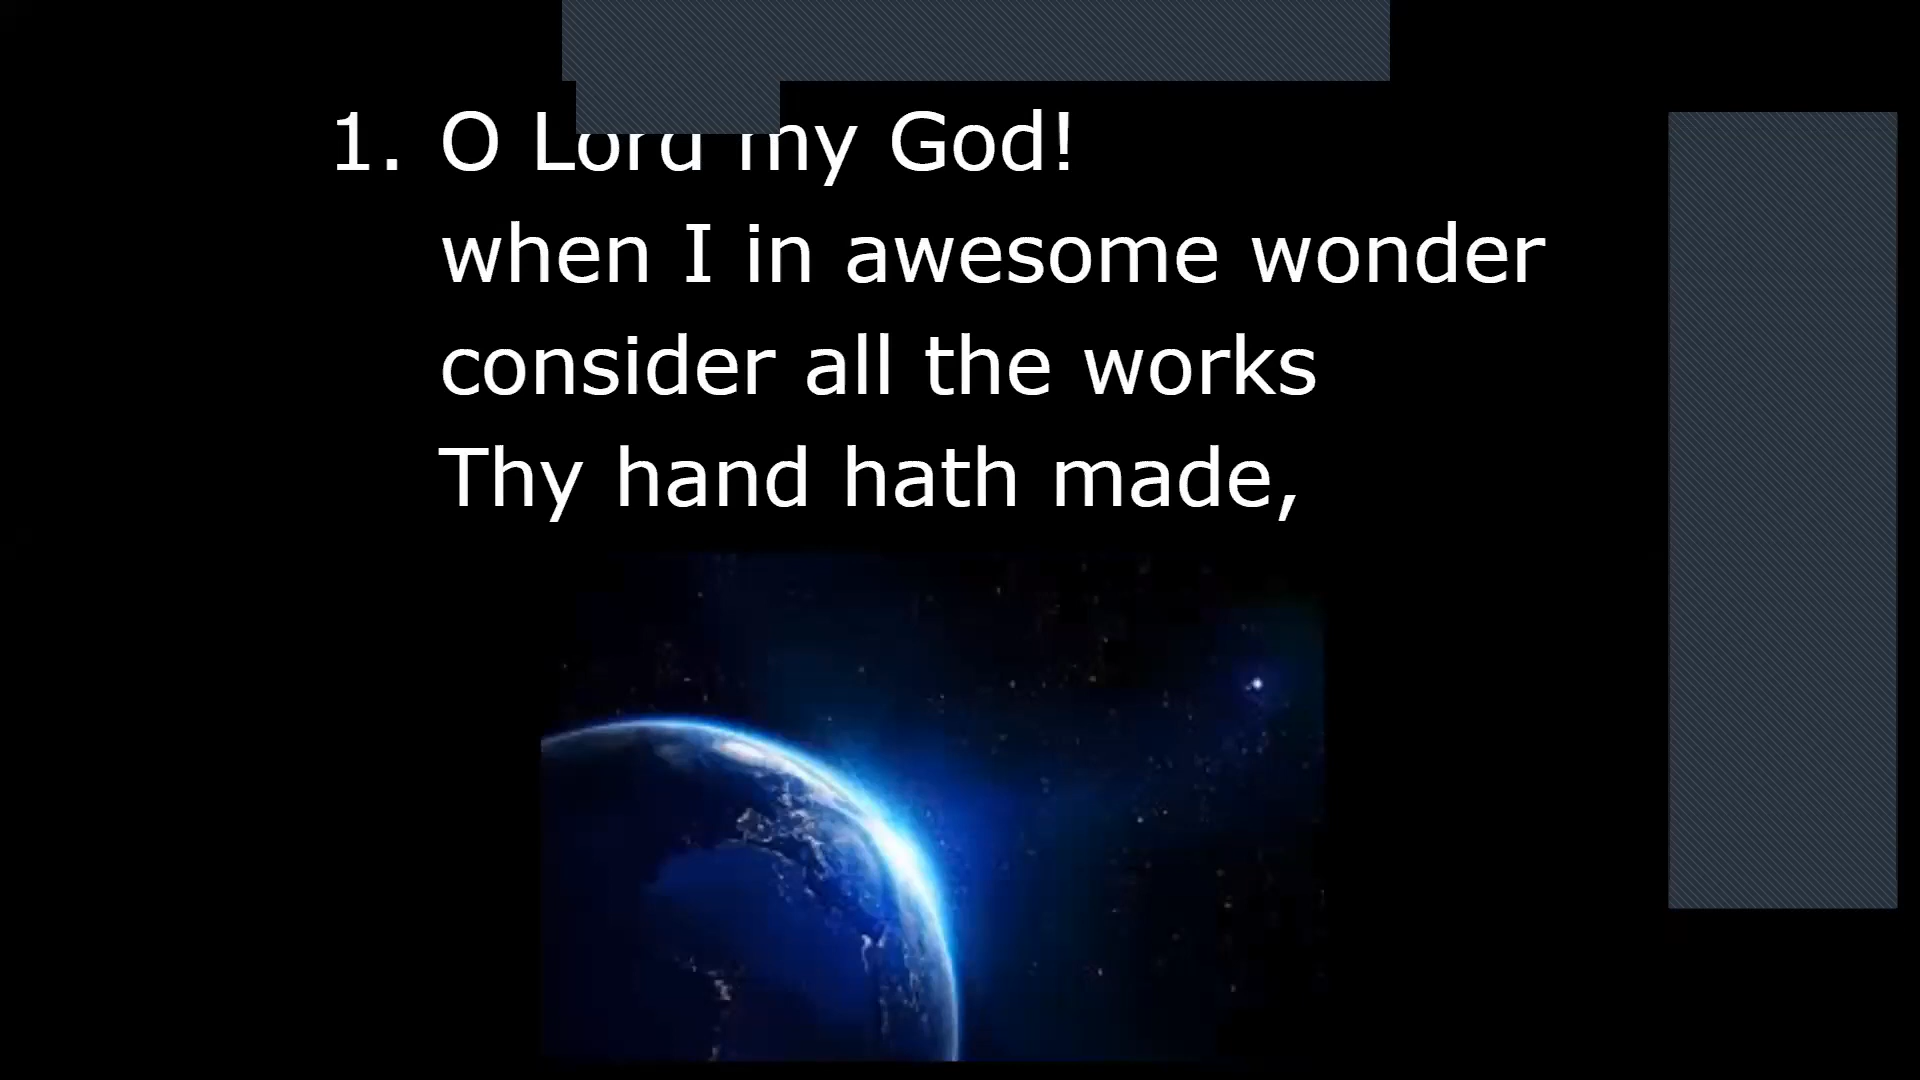 1. O Lord my God!
when I in awesome wonder
consider all the works
Thy hand hath made,